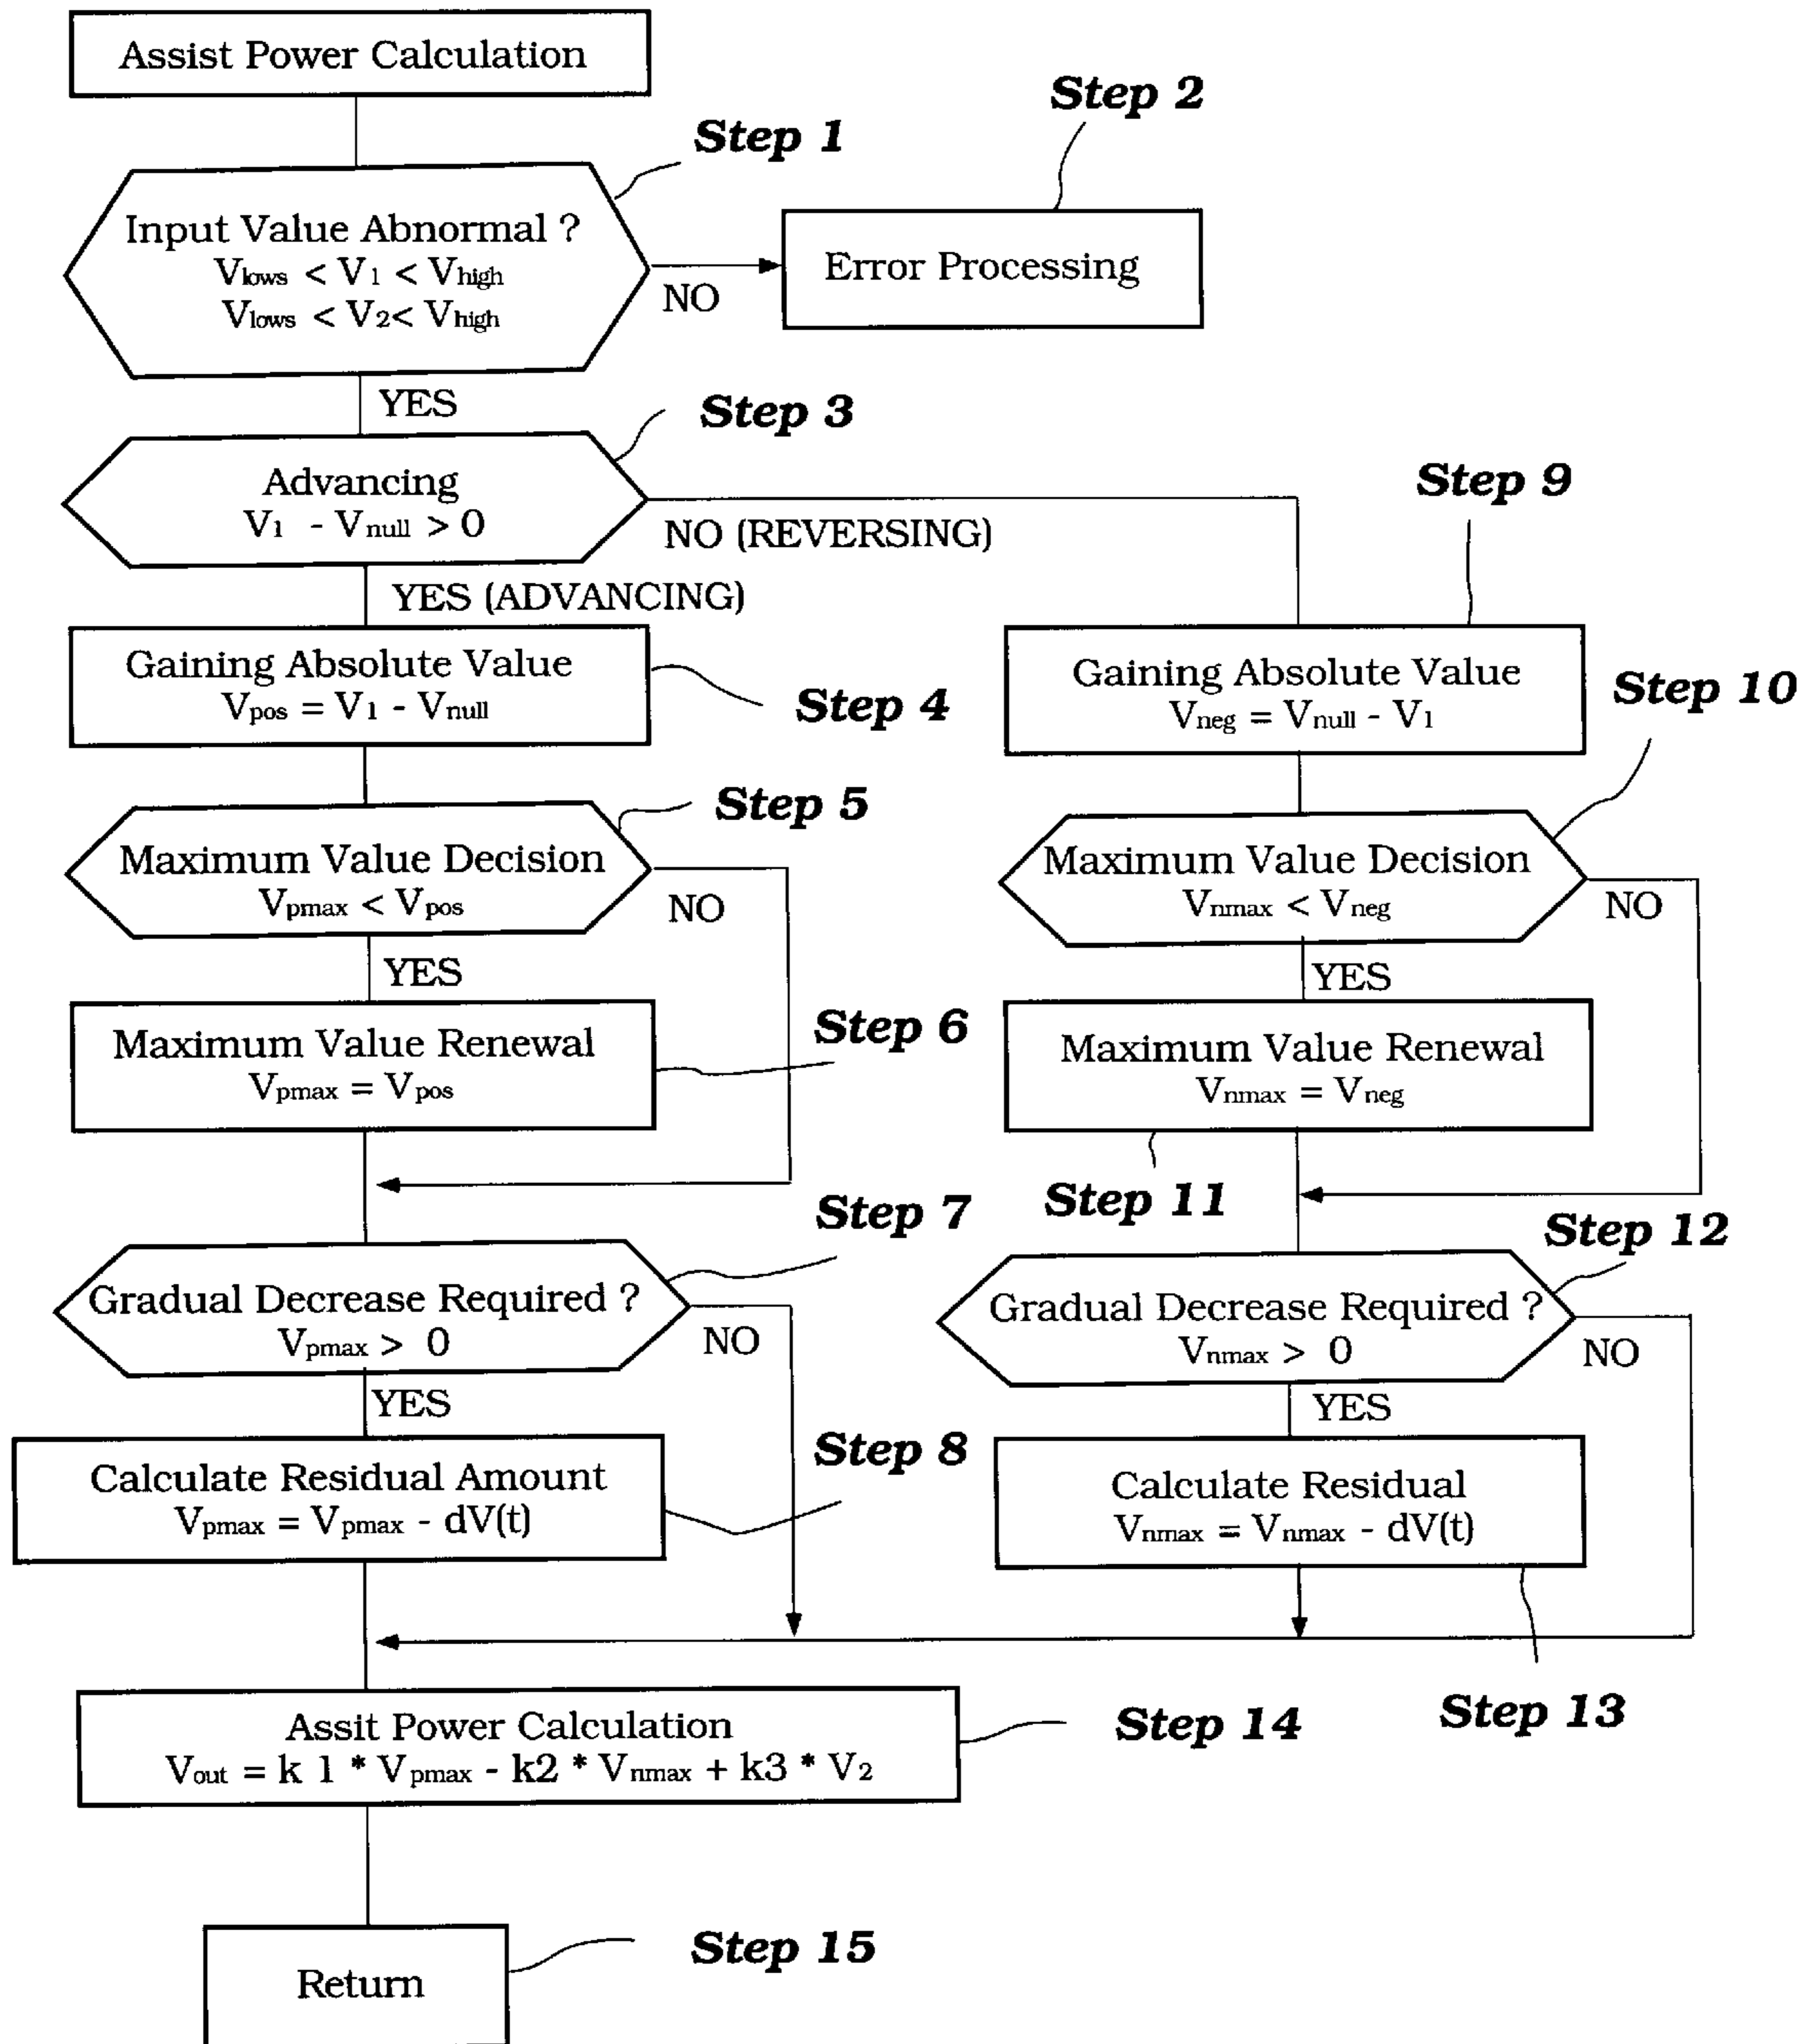 Assist Power Calculation
Step 1
Step 2
Input Value Abnormal ?
Vlows < V1 < Vhigh
Vlows < V2< Vhigh
NO
Error Processing
YES
Step 3
Advancing
V1 - Vnull > 0
NO (REVERSING)
YES (ADVANCING)
Gaining Absolute Value
Vpos = V1 - Vnull
Step 4
Step 5
Maximum Value Decision
Vpmax < Vpos
NO
YES
Maximum Value Renewal
Vpmax = Vpos
Step 6
Step 7
Gradual Decrease Required ?
Vpmax > 0
NO
YES
Calculate Residual Amount
Vpmax = Vpmax - dV(t)
Step 8
Step 9
Gaining Absolute Value
Vneg = Vnull - V1
Step 10
Maximum Value Decision
Vnmax < Vneg
NO
YES
Maximum Value Renewal
Vnmax = Vneg
Step 11
Step 12
Gradual Decrease Required ?
Vnmax > 0
NO
YES
Calculate Residual
Vnmax = Vnmax - dV(t)
Step 13
Assit Power Calculation
Vout = k 1 * Vpmax - k2 * Vnmax + k3 * V2
Step 14
Return
Step 15